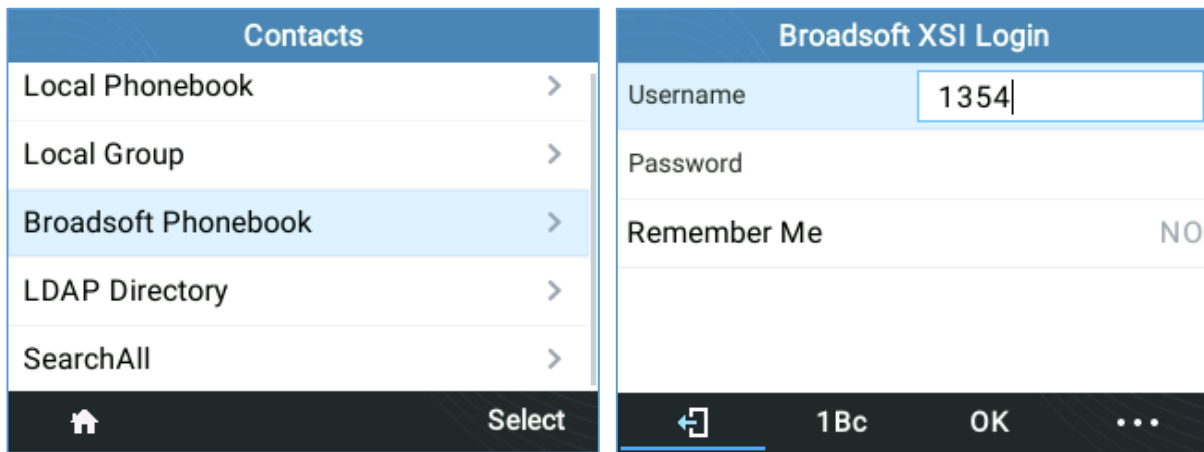 Contacts
Local Phonebook
Local Group
Broadsoft Phonebook
LDAP Directory
SearchAll
Select
Broadsoft XSI Login
Username 1354
Password
Remember Me NO
1Bc OK ...